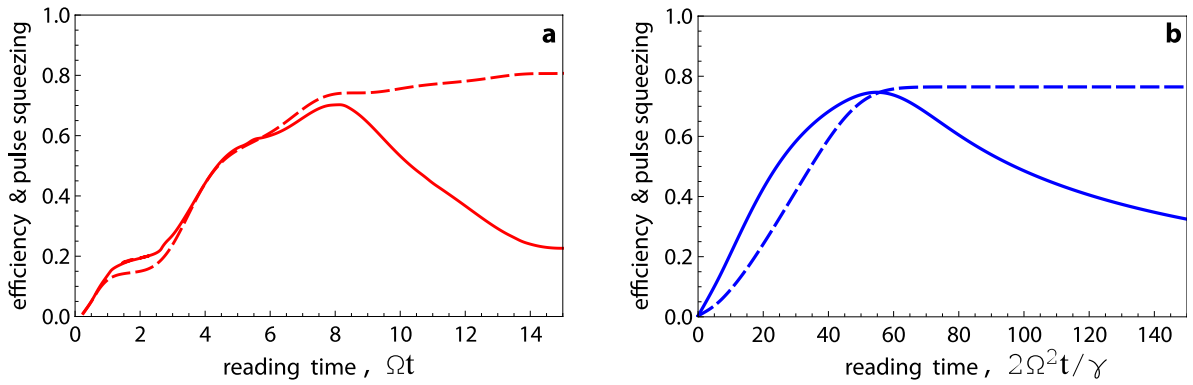 a
efficiency & pulse squeezing
1.0
0.8
0.6
0.4
0.2
0.0
0 2 4 6 8 10 12 14
reading time , Ωt
b
efficiency & pulse squeezing
1.0
0.8
0.6
0.4
0.2
0.0
0 20 40 60 80 100 120 140
reading time , 2Ω²t/γ